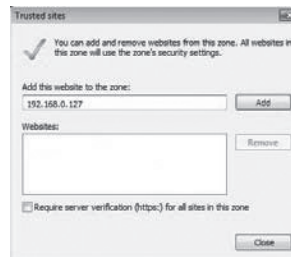 Trusted sites
You can add and remove websites from this zone. All websites in
this zone will use the zone's security settings.
Add this website to the zone:
192.168.0.127
Add
Websites:
Remove
Require server verification (https:) for all sites in this zone
Close